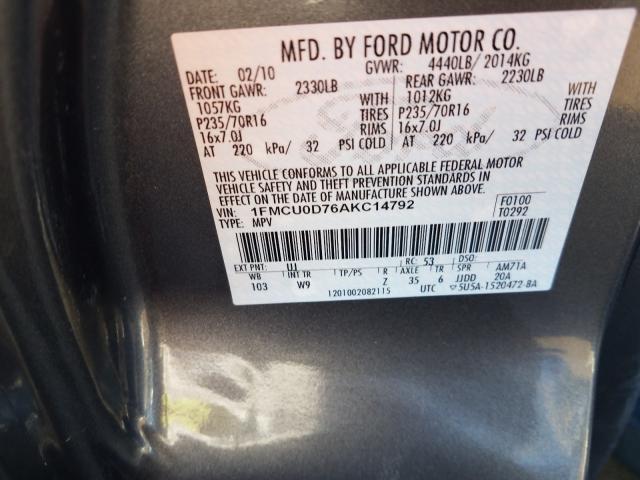 MFD. BY FORD MOTOR CO.
DATE: 02/10 GVWR: 4440LB/ 2014KG
FRONT GAWR: 2330LB REAR GAWR: 2230LB
1057KG WITH 1012KG WITH
P235/70R16 TIRES P235/70R16 TIRES
16x7.0J RIMS 16x7.0J RIMS
AT 220 kPa/ 32 PSI COLD AT 220 kPa/ 32 PSI COLD
THIS VEHICLE CONFORMS TO ALL APPLICABLE FEDERAL MOTOR
VEHICLE SAFETY AND THEFT PREVENTION STANDARDS IN
EFFECT ON THE DATE OF MANUFACTURE SHOWN ABOVE.
VIN: 1FMCU0D76AKC14792 F0100
TYPE: MPV T0292
EXT PNT: UJ RC: 53 DSO:
WB INT TR TP/PS R AXLE TR SPR AM71A
103 W9 Z 35 6 JJDD 20A
1201002082115 UTC ▽5U5A-1520472-BA
Ford